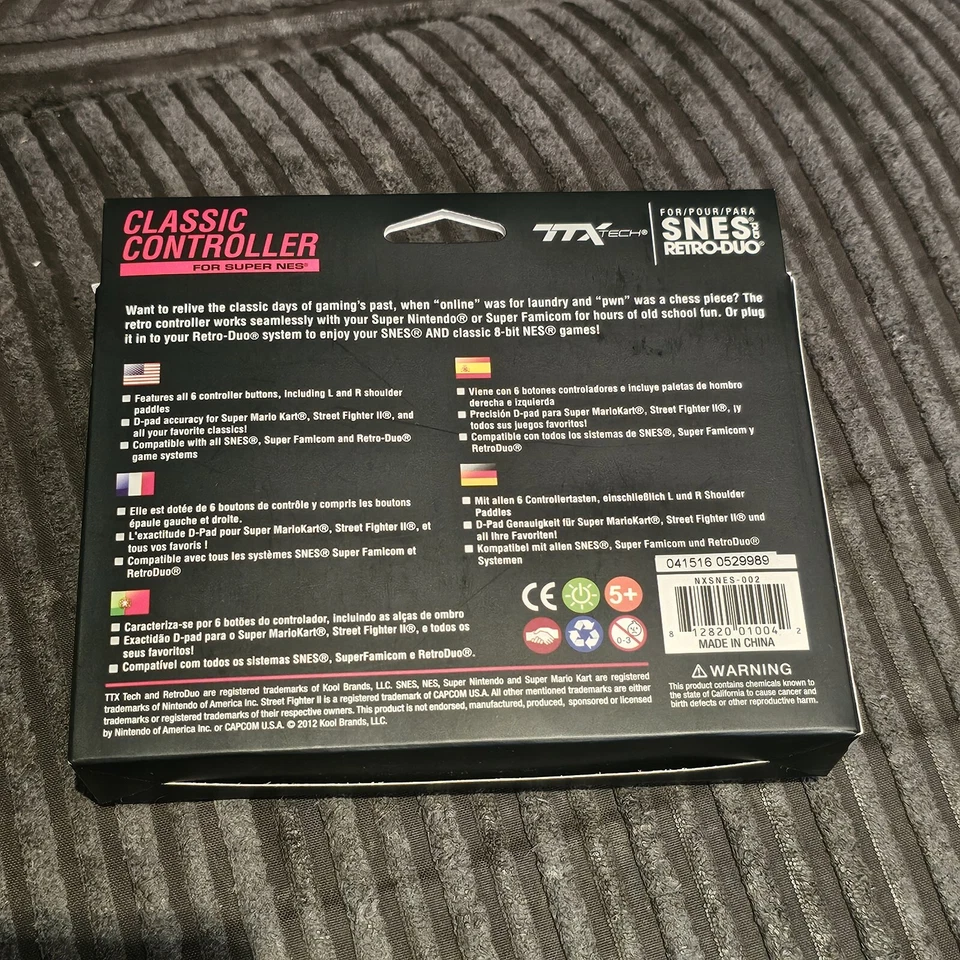 CLASSIC
CONTROLLER
FOR SUPER NES®
TTX TECH®
FOR/POUR/PARA
SNES® and
RETRO-DUO®
Want to relive the classic days of gaming's past, when "online" was for laundry and "pwn" was a chess piece? The
retro controller works seamlessly with your Super Nintendo® or Super Famicom for hours of old school fun. Or plug
it in to your Retro-Duo® system to enjoy your SNES® AND classic 8-bit NES® games!
Features all 6 controller buttons, including L and R shoulder
paddles
D-pad accuracy for Super Mario Kart®, Street Fighter II®, and
all your favorite classics!
Compatible with all SNES®, Super Famicom and Retro-Duo®
game systems
Viene con 6 botones controladores e incluye paletas de hombro
derecha e izquierda
Precisión D-pad para Super MarioKart®, Street Fighter II®, ¡y
todos sus juegos favoritos!
Compatible con todos los sistemas de SNES®, Super Famicom y
RetroDuo®
Elle est dotée de 6 boutons de contrôle y compris les boutons
épaule gauche et droite.
L'exactitude D-Pad pour Super MarioKart®, Street Fighter II®, et
tous vos favoris !
Compatible avec tous les systèmes SNES® Super Famicom et
RetroDuo®
Mit allen 6 Controllertasten, einschließlich L und R Shoulder
Paddles
D-Pad Genauigkeit für Super MarioKart®, Street Fighter II® und
all Ihre Favoriten!
Kompatibel mit allen SNES®, Super Famicom und RetroDuo®
Systemen
Caracteriza-se por 6 botões do controlador, incluindo as alças de ombro
Exactidão D-pad para o Super MarioKart®, Street Fighter II®, e todos os
seus favoritos!
Compatível com todos os sistemas SNES®, SuperFamicom e RetroDuo®.
CE
5+
0-3
041516 0529989
NXSNES-002
8 12820 01004 2
MADE IN CHINA
WARNING
This product contains chemicals known to
the state of California to cause cancer and
birth defects or other reproductive harm.
TTX Tech and RetroDuo are registered trademarks of Kool Brands, LLC. SNES, NES, Super Nintendo and Super Mario Kart are registered
trademarks of Nintendo of America Inc. Street Fighter II is a registered trademark of CAPCOM U.S.A. All other mentioned trademarks are either
trademarks or registered trademarks of their respective owners. This product is not endorsed, manufactured, produced, sponsored or licensed
by Nintendo of America Inc. or CAPCOM U.S.A. © 2012 Kool Brands, LLC.